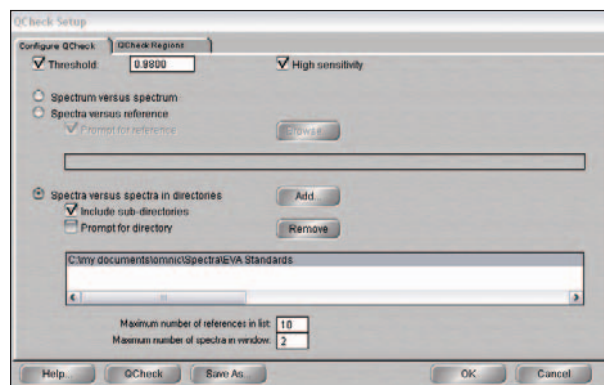 QCheck Setup
Configure QCheck QCheck Regions
Threshold: 0.9800 High sensitivity
Spectrum versus spectrum
Spectra versus reference
Prompt for reference Browse...
Spectra versus spectra in directories Add
Include sub-directories
Prompt for directory Remove
C:\my documents\omnic\Spectra\EVA Standards
Maximum number of references in list: 10
Maximum number of spectra in window: 2
Help... QCheck Save As... OK Cancel